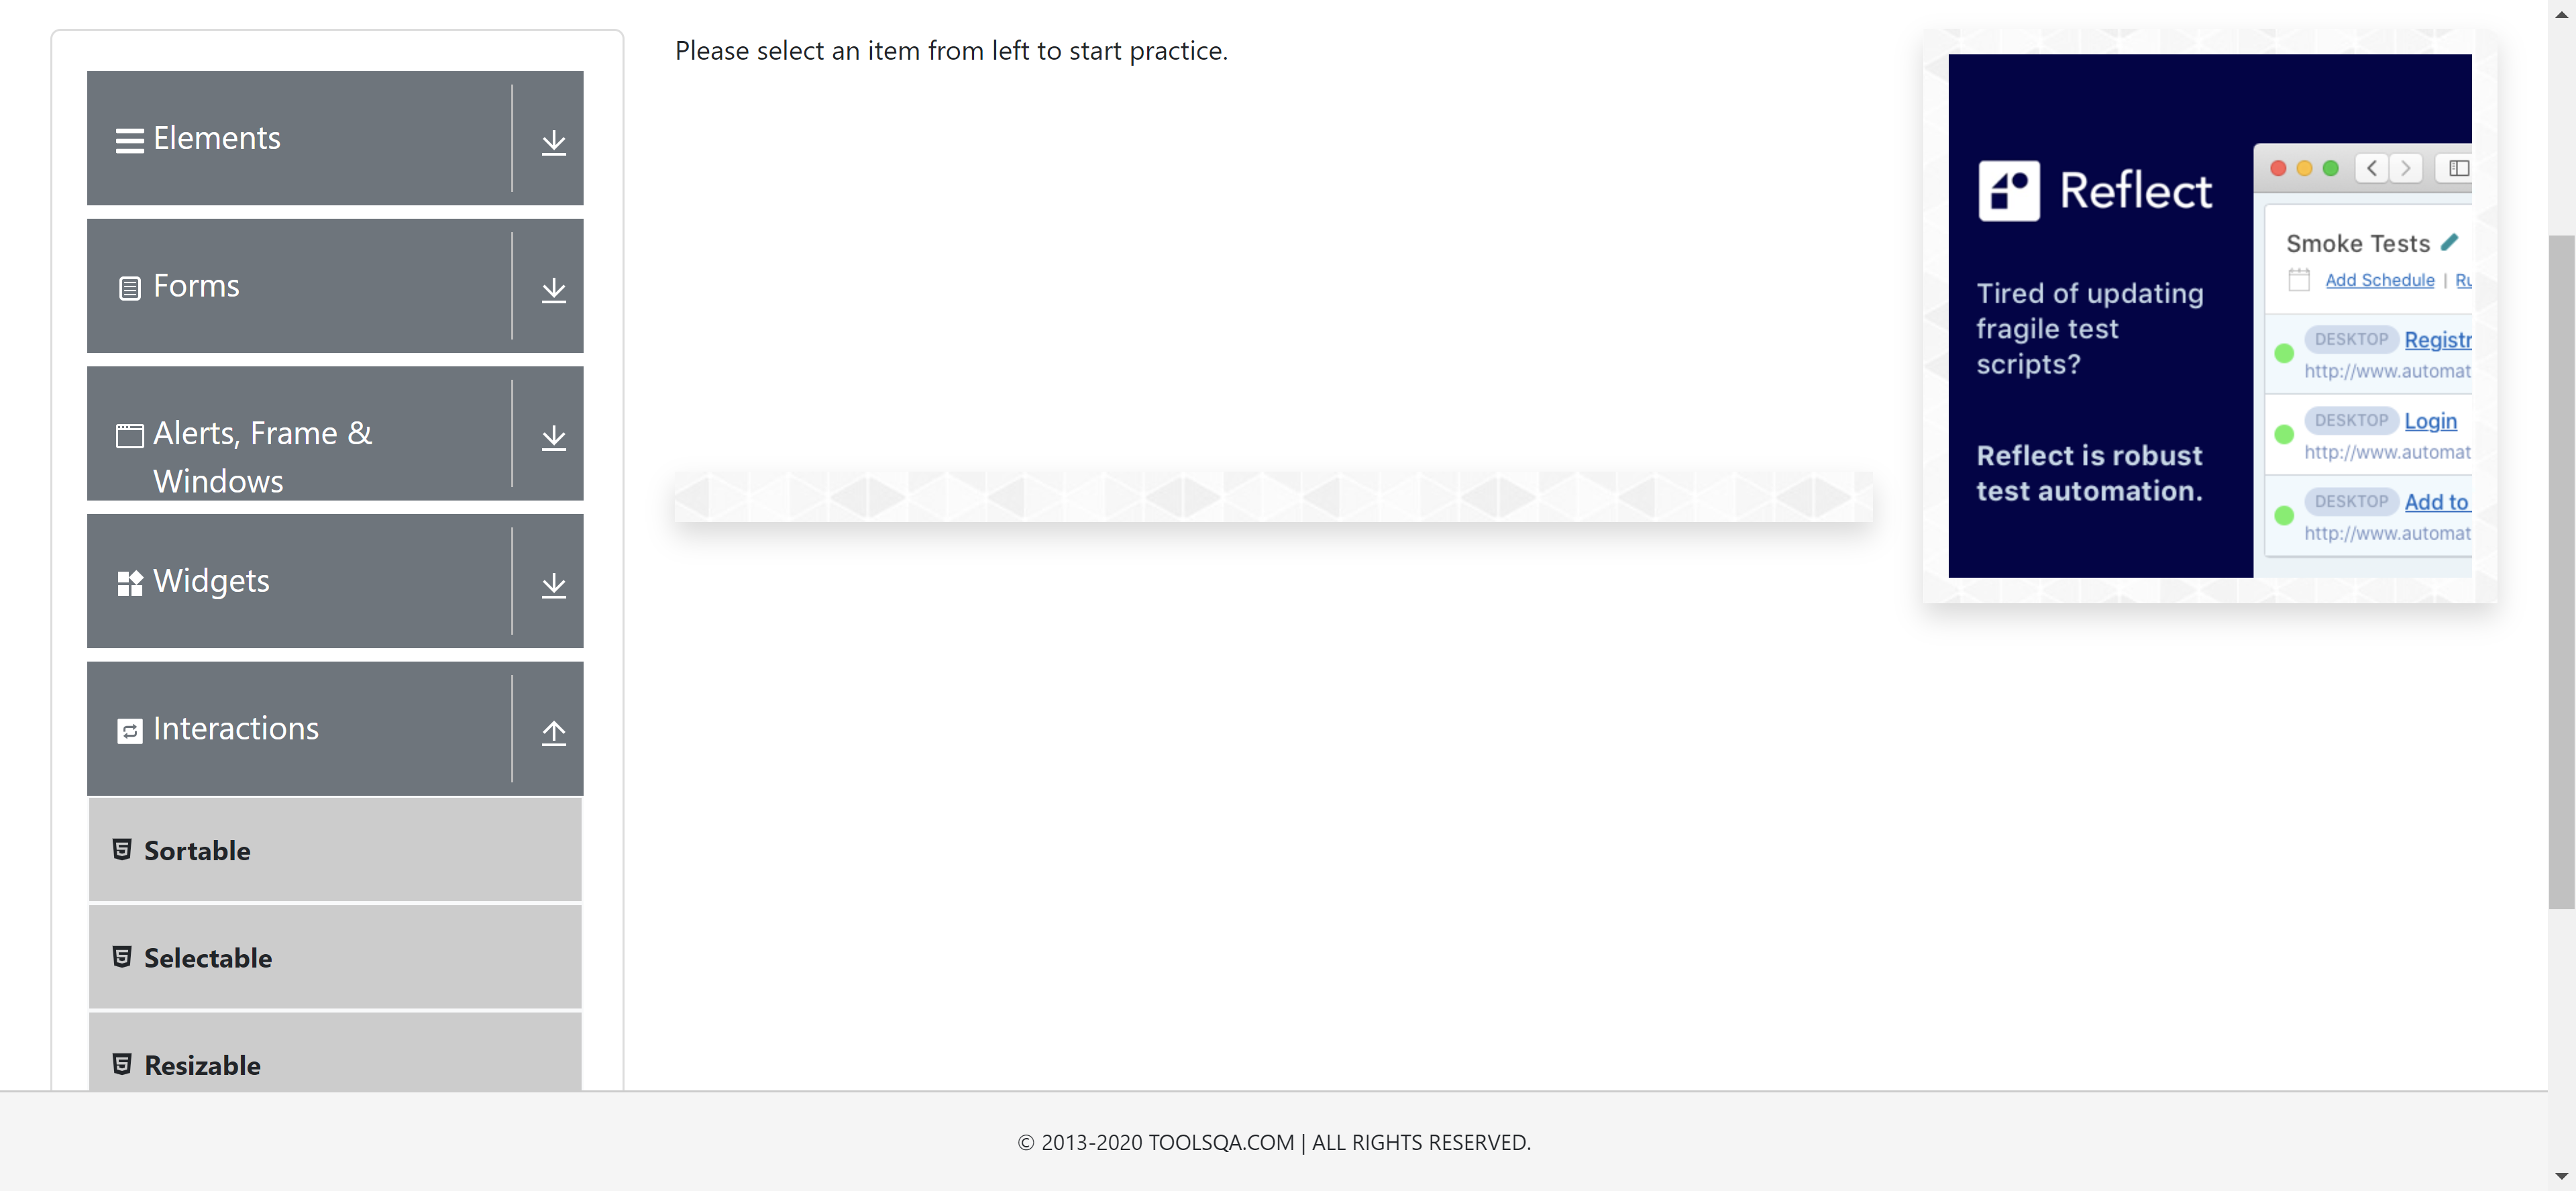 Elements
Forms
Alerts, Frame &
Windows
Widgets
Interactions
Sortable
Selectable
Resizable
Please select an item from left to start practice.
Reflect
Tired of updating
fragile test
scripts?
Reflect is robust
test automation.
Smoke Tests
Add Schedule | Ru
DESKTOP Registr
http://www.automat
DESKTOP Login
http://www.automat
DESKTOP Add to
http://www.automat
© 2013-2020 TOOLSQA.COM | ALL RIGHTS RESERVED.